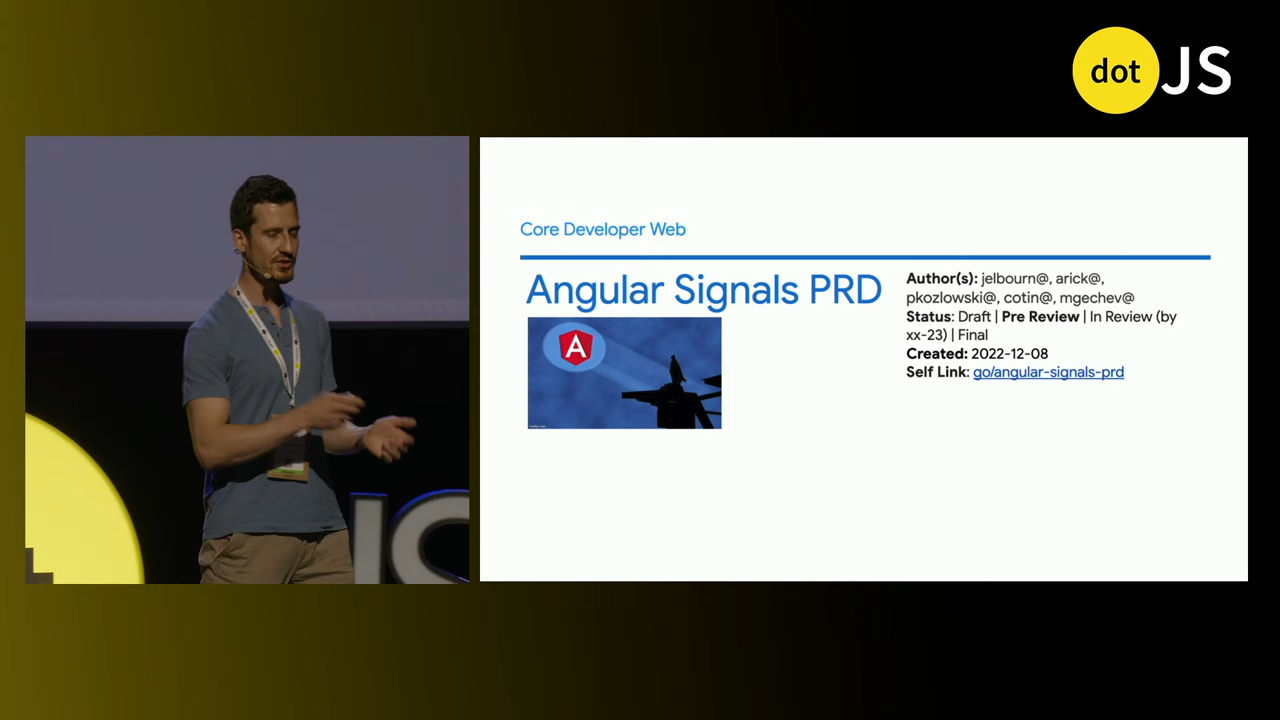 dot JS
Core Developer Web
Angular Signals PRD
Author(s): jelbourn@, arick@,
pkozlowski@, cotin@, mgechev@
Status: Draft | Pre Review | In Review (by
xx-23) | Final
Created: 2022-12-08
Self Link: go/angular-signals-prd
A
JS